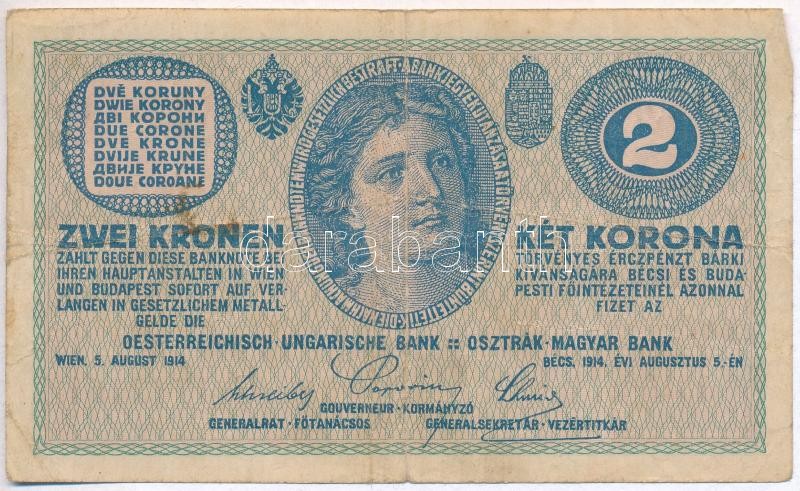 DVĚ KORUNY
DWIE KORONY
ДВІ КОРОНИ
DUE CORONE
DVE KRONE
DVIJE KRUNE
ДВИЈЕ КРУНЕ
DOUE COROANE
2
ZWEI KRONEN
ZAHLT GEGEN DIESE BANKNOTE BEI
IHREN HAUPTANSTALTEN IN WIEN
UND BUDAPEST SOFORT AUF VER-
LANGEN IN GESETZLICHEM METALL-
GELDE DIE
KÉT KORONA
TÖRVÉNYES ÉRCZPÉNZT BÁRKI
KIVÁNSÁGÁRA BÉCSI ÉS BUDA-
PESTI FŐINTÉZETEINÉL AZONNAL
FIZET AZ
OESTERREICHISCH-UNGARISCHE BANK :: OSZTRÁK-MAGYAR BANK
WIEN, 5. AUGUST 1914
BÉCS, 1914. ÉVI AUGUSZTUS 5.-ÉN
GOUVERNEUR - KORMÁNYZÓ
GENERALRAT - FŐTANÁCSOS
GENERALSEKRETÄR - VEZÉRTITKÁR
darabanth